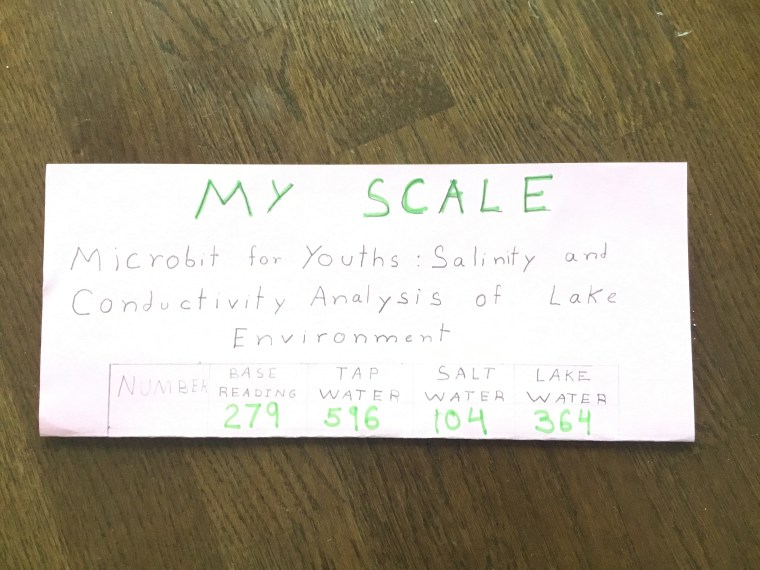 MY SCALE
Microbit for Youths : Salinity and
Conductivity Analysis of Lake
Environment
NUMBER BASE READING TAP WATER SALT WATER LAKE WATER
279 596 104 364